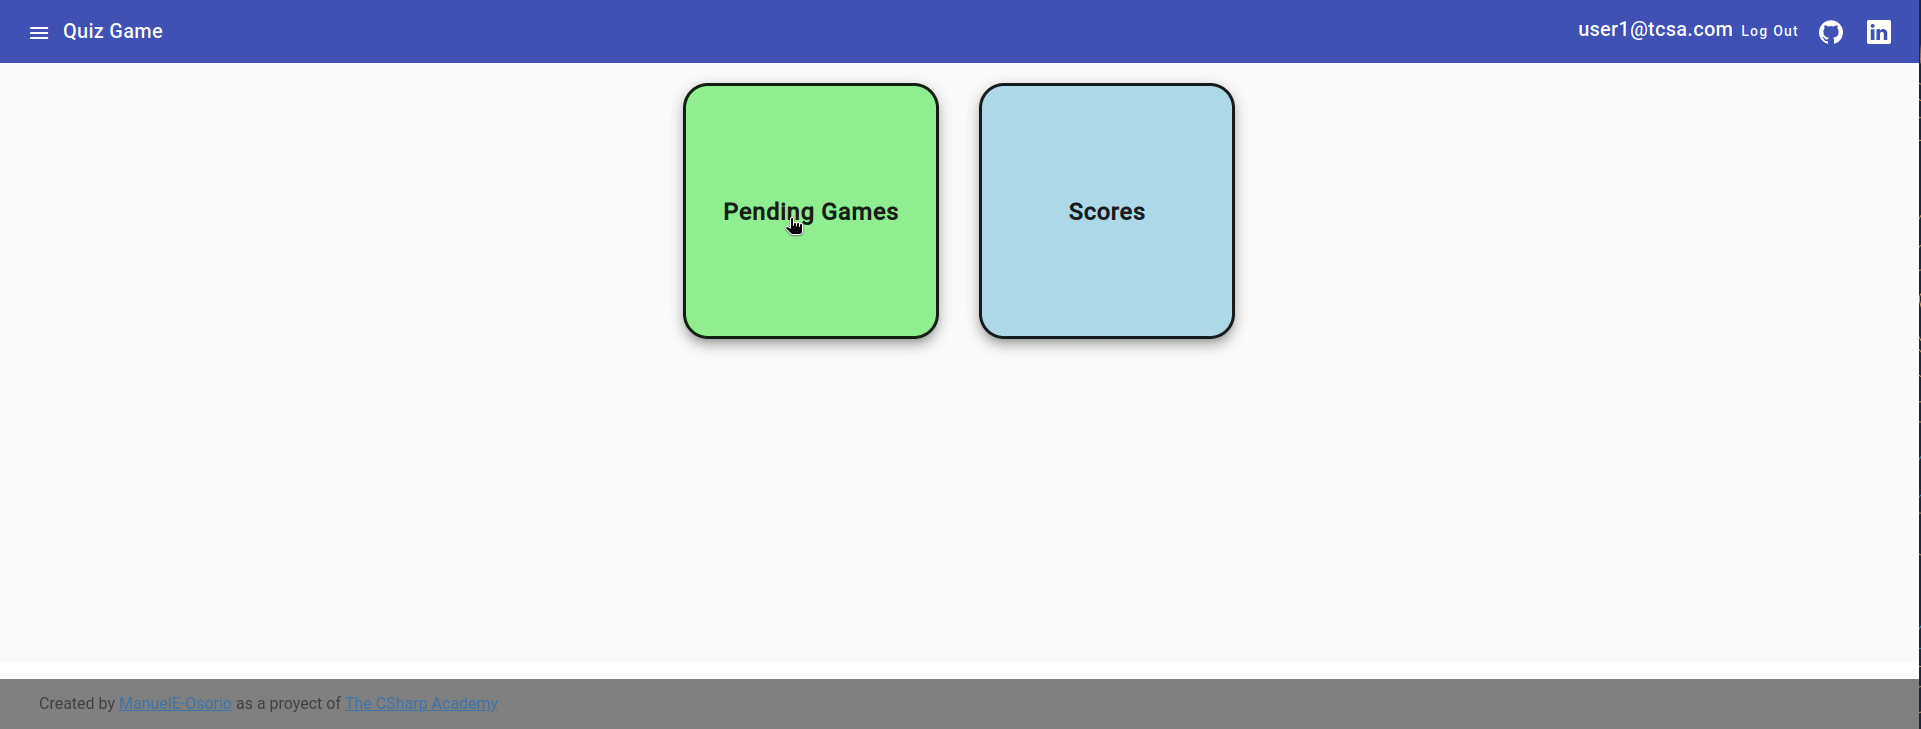 Quiz Game
user1@tcsa.com Log Out
Pending Games
Scores
Created by ManuelE-Osorio as a proyect of The CSharp Academy